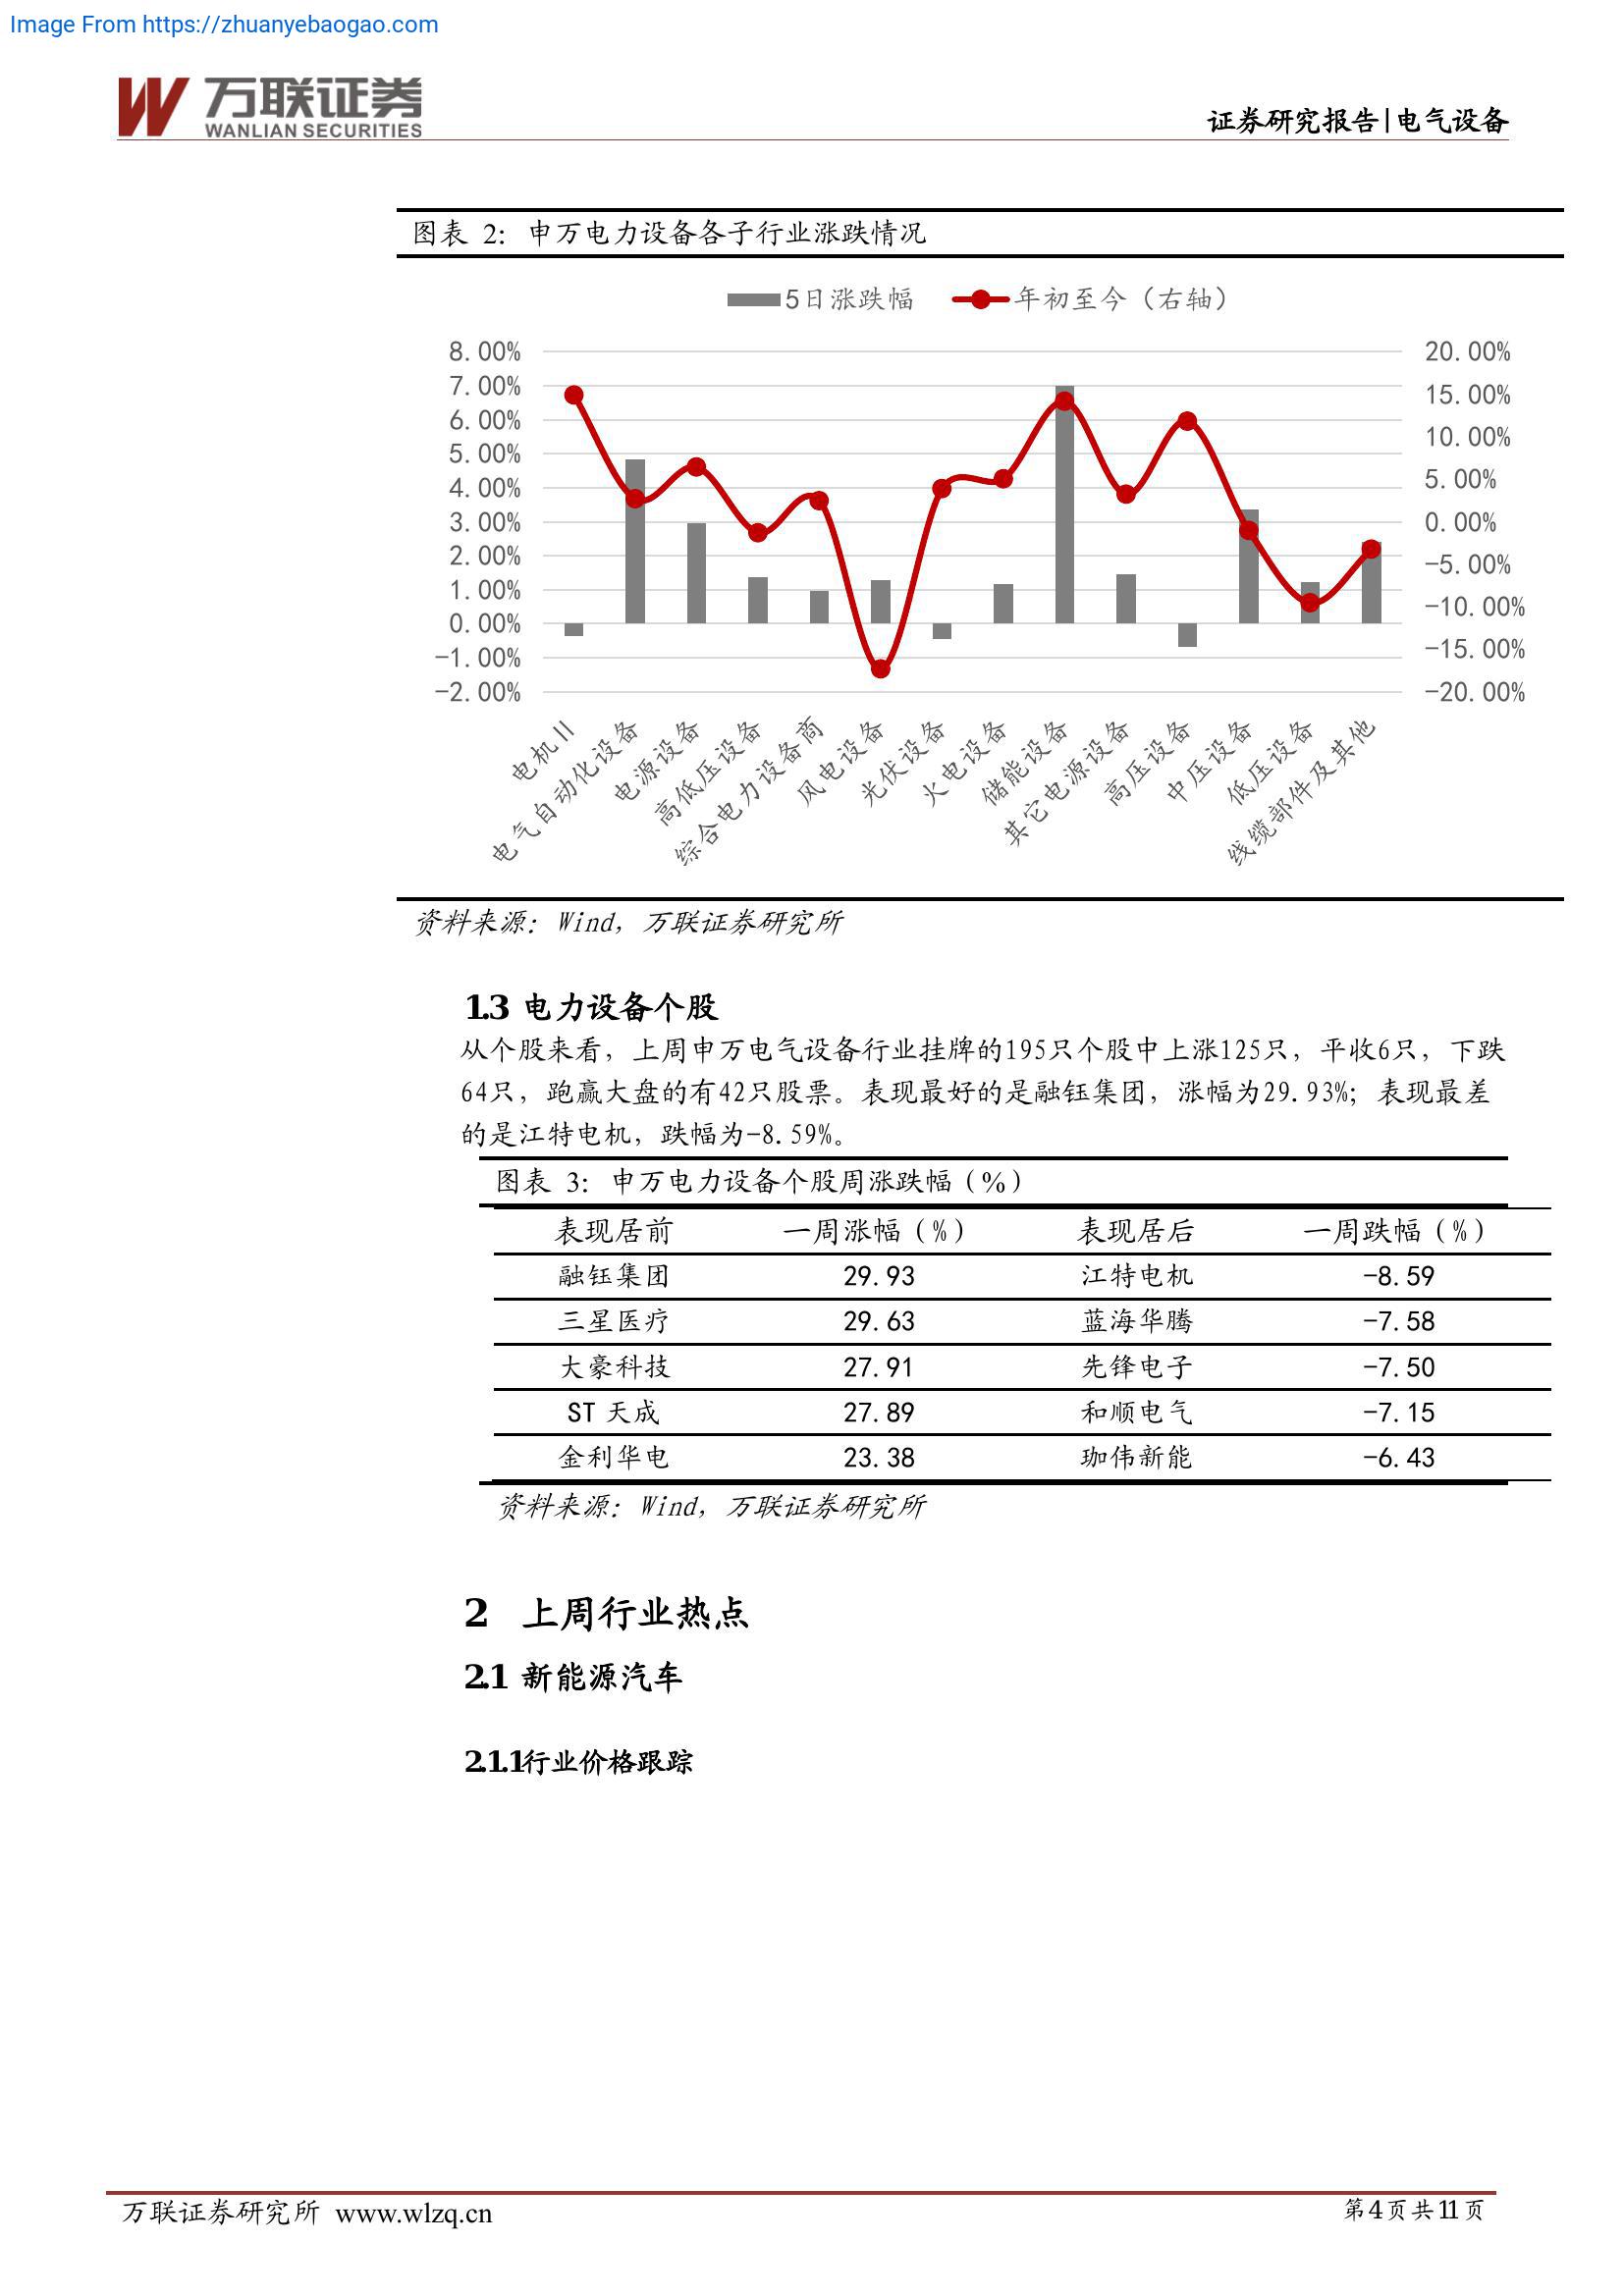 Image From https://zhuanyebaogao.com
万联证券
WANLIAN SECURITIES
证券研究报告|电气设备
图表 2: 申万电力设备各子行业涨跌情况
5日涨跌幅 年初至今（右轴）
8.00% 20.00%
7.00% 15.00%
6.00% 10.00%
5.00% 5.00%
4.00% 0.00%
3.00% -5.00%
2.00% -10.00%
1.00% -15.00%
0.00% -20.00%
-1.00%
-2.00%
电机Ⅱ
电气自动化设备
电源设备
高低压设备
综合电力设备商
风电设备
光伏设备
火电设备
储能设备
其它电源设备
高压设备
中压设备
低压设备
线缆部件及其他
资料来源: Wind, 万联证券研究所
1.3 电力设备个股
从个股来看，上周申万电气设备行业挂牌的195只个股中上涨125只，平收6只，下跌
64只，跑赢大盘的有42只股票。表现最好的是融钰集团，涨幅为29.93%；表现最差
的是江特电机，跌幅为-8.59%。
图表 3: 申万电力设备个股周涨跌幅（%）
表现居前 一周涨幅（%） 表现居后 一周跌幅（%）
融钰集团 29.93 江特电机 -8.59
三星医疗 29.63 蓝海华腾 -7.58
大豪科技 27.91 先锋电子 -7.50
ST 天成 27.89 和顺电气 -7.15
金利华电 23.38 珈伟新能 -6.43
资料来源: Wind, 万联证券研究所
2 上周行业热点
2.1 新能源汽车
2.1.1行业价格跟踪
万联证券研究所 www.wlzq.cn
第4页共11页